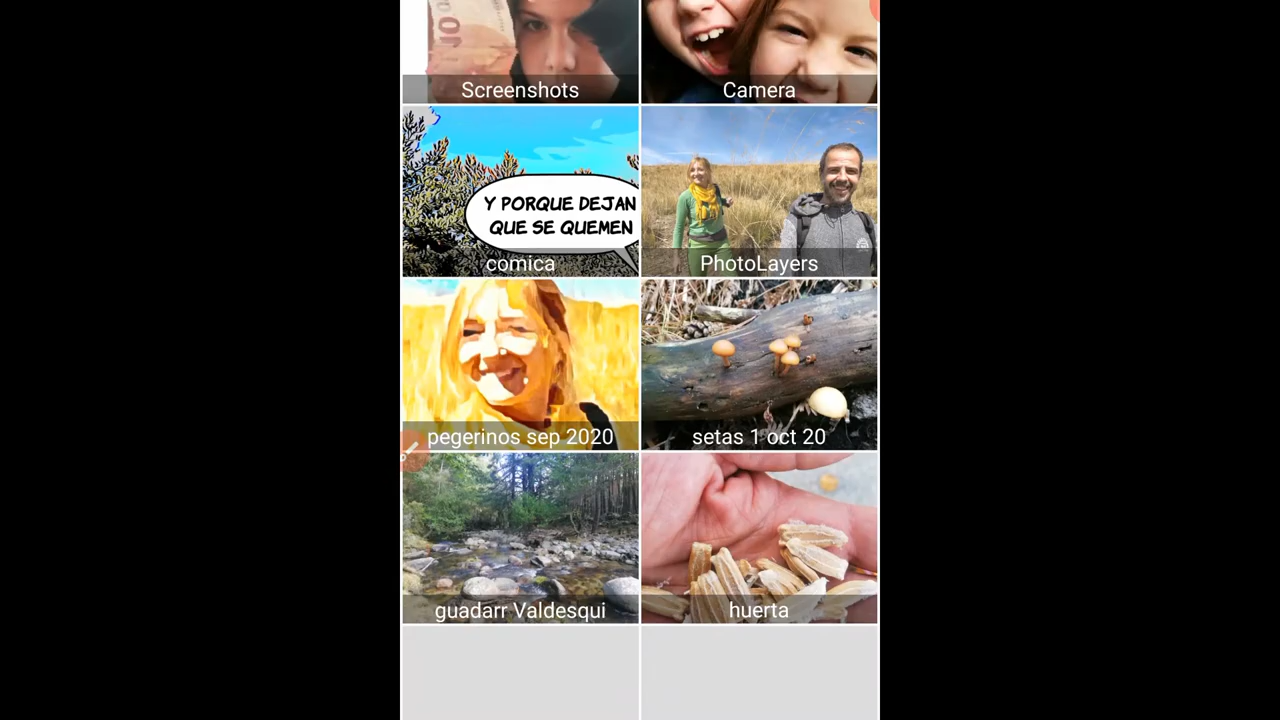 10
Screenshots
Camera
Y PORQUE DEJAN
QUE SE QUEMEN
comica
PhotoLayers
pegerinos sep 2020
setas 1 oct 20
guadarr Valdesqui
huerta